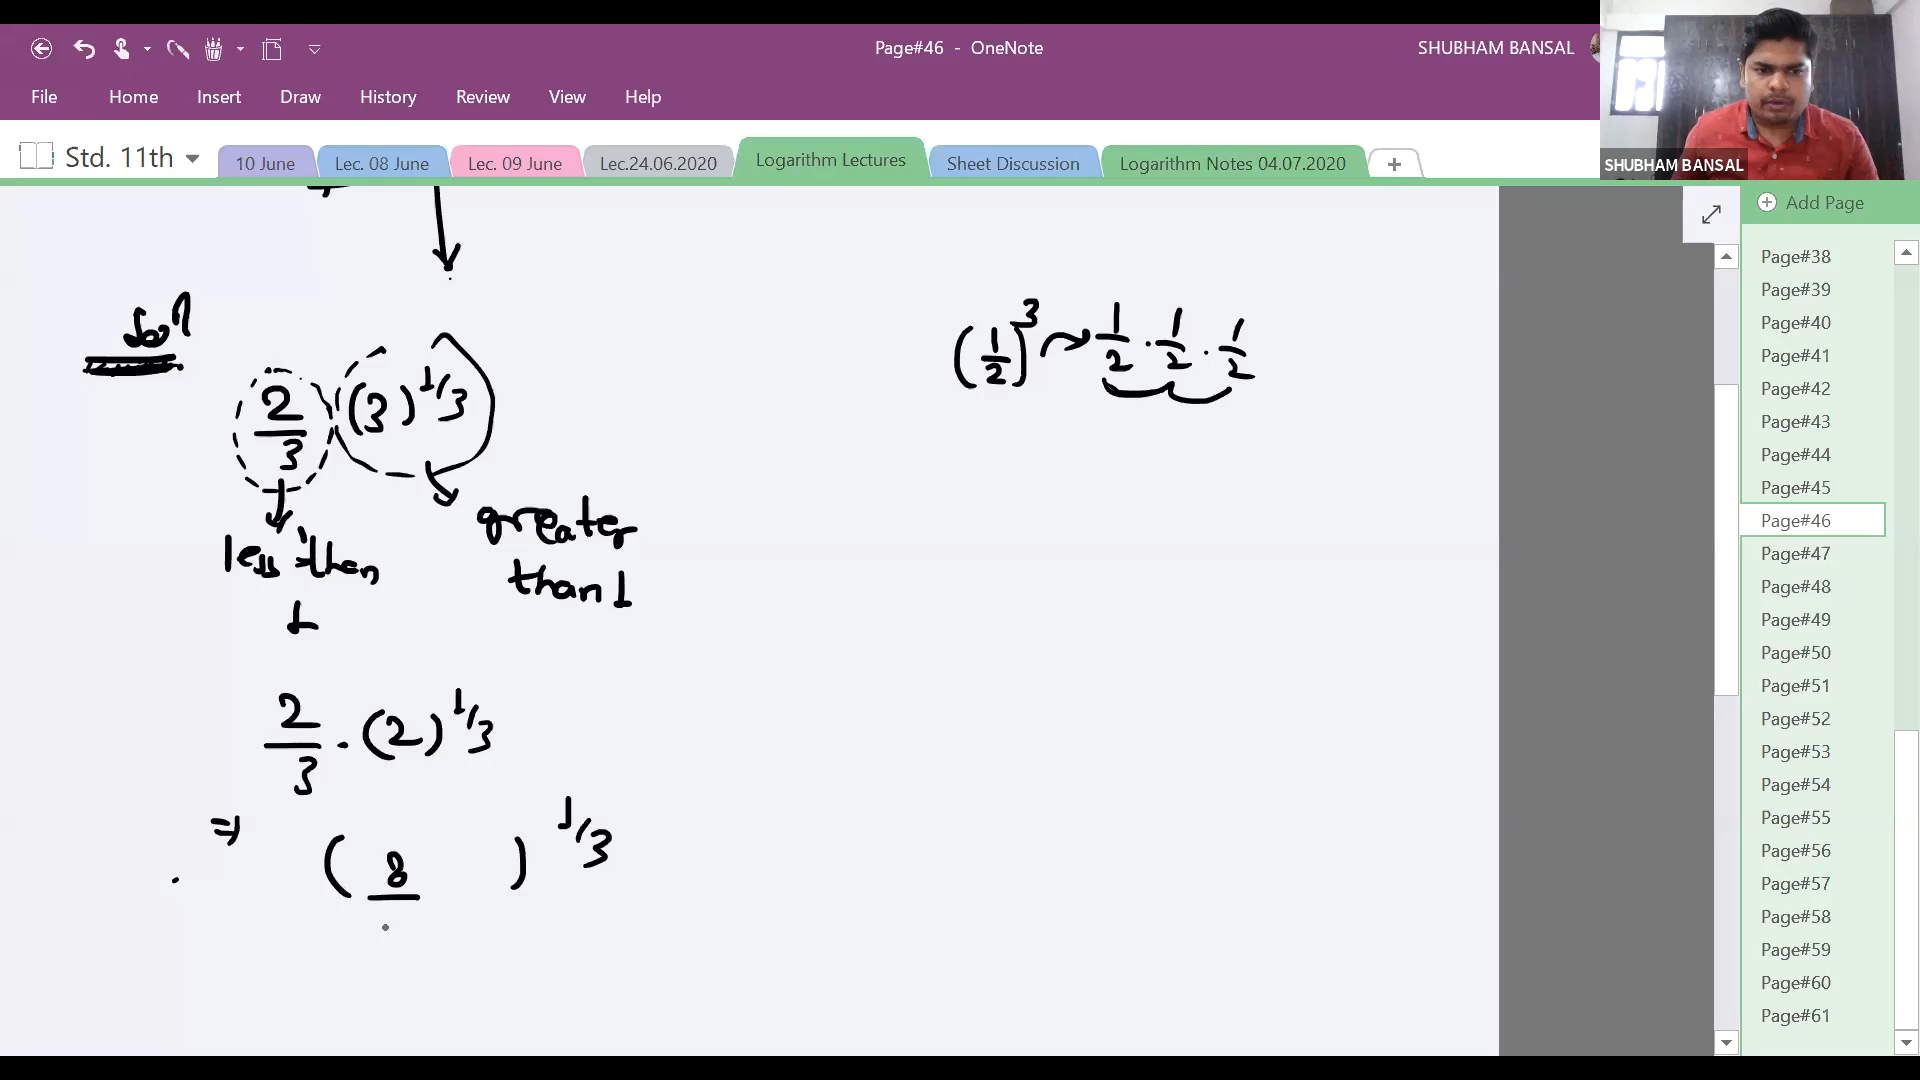 Page#46 - OneNote
SHUBHAM BANSAL
File Home Insert Draw History Review View Help
Std. 11th
10 June
Lec. 08 June
Lec. 09 June
Lec.24.06.2020
Logarithm Lectures
Sheet Discussion
Logarithm Notes 04.07.2020
+
SHUBHAM BANSAL
Add Page
Page#38
Page#39
Page#40
Page#41
Page#42
Page#43
Page#44
Page#45
Page#46
Page#47
Page#48
Page#49
Page#50
Page#51
Page#52
Page#53
Page#54
Page#55
Page#56
Page#57
Page#58
Page#59
Page#60
Page#61
Solⁿ
2/3 (3)^1/3
less than
1
greater
than 1
2/3 · (2)^1/3
⇒ (8/ )^1/3
(1/2)^3 → 1/2 · 1/2 · 1/2